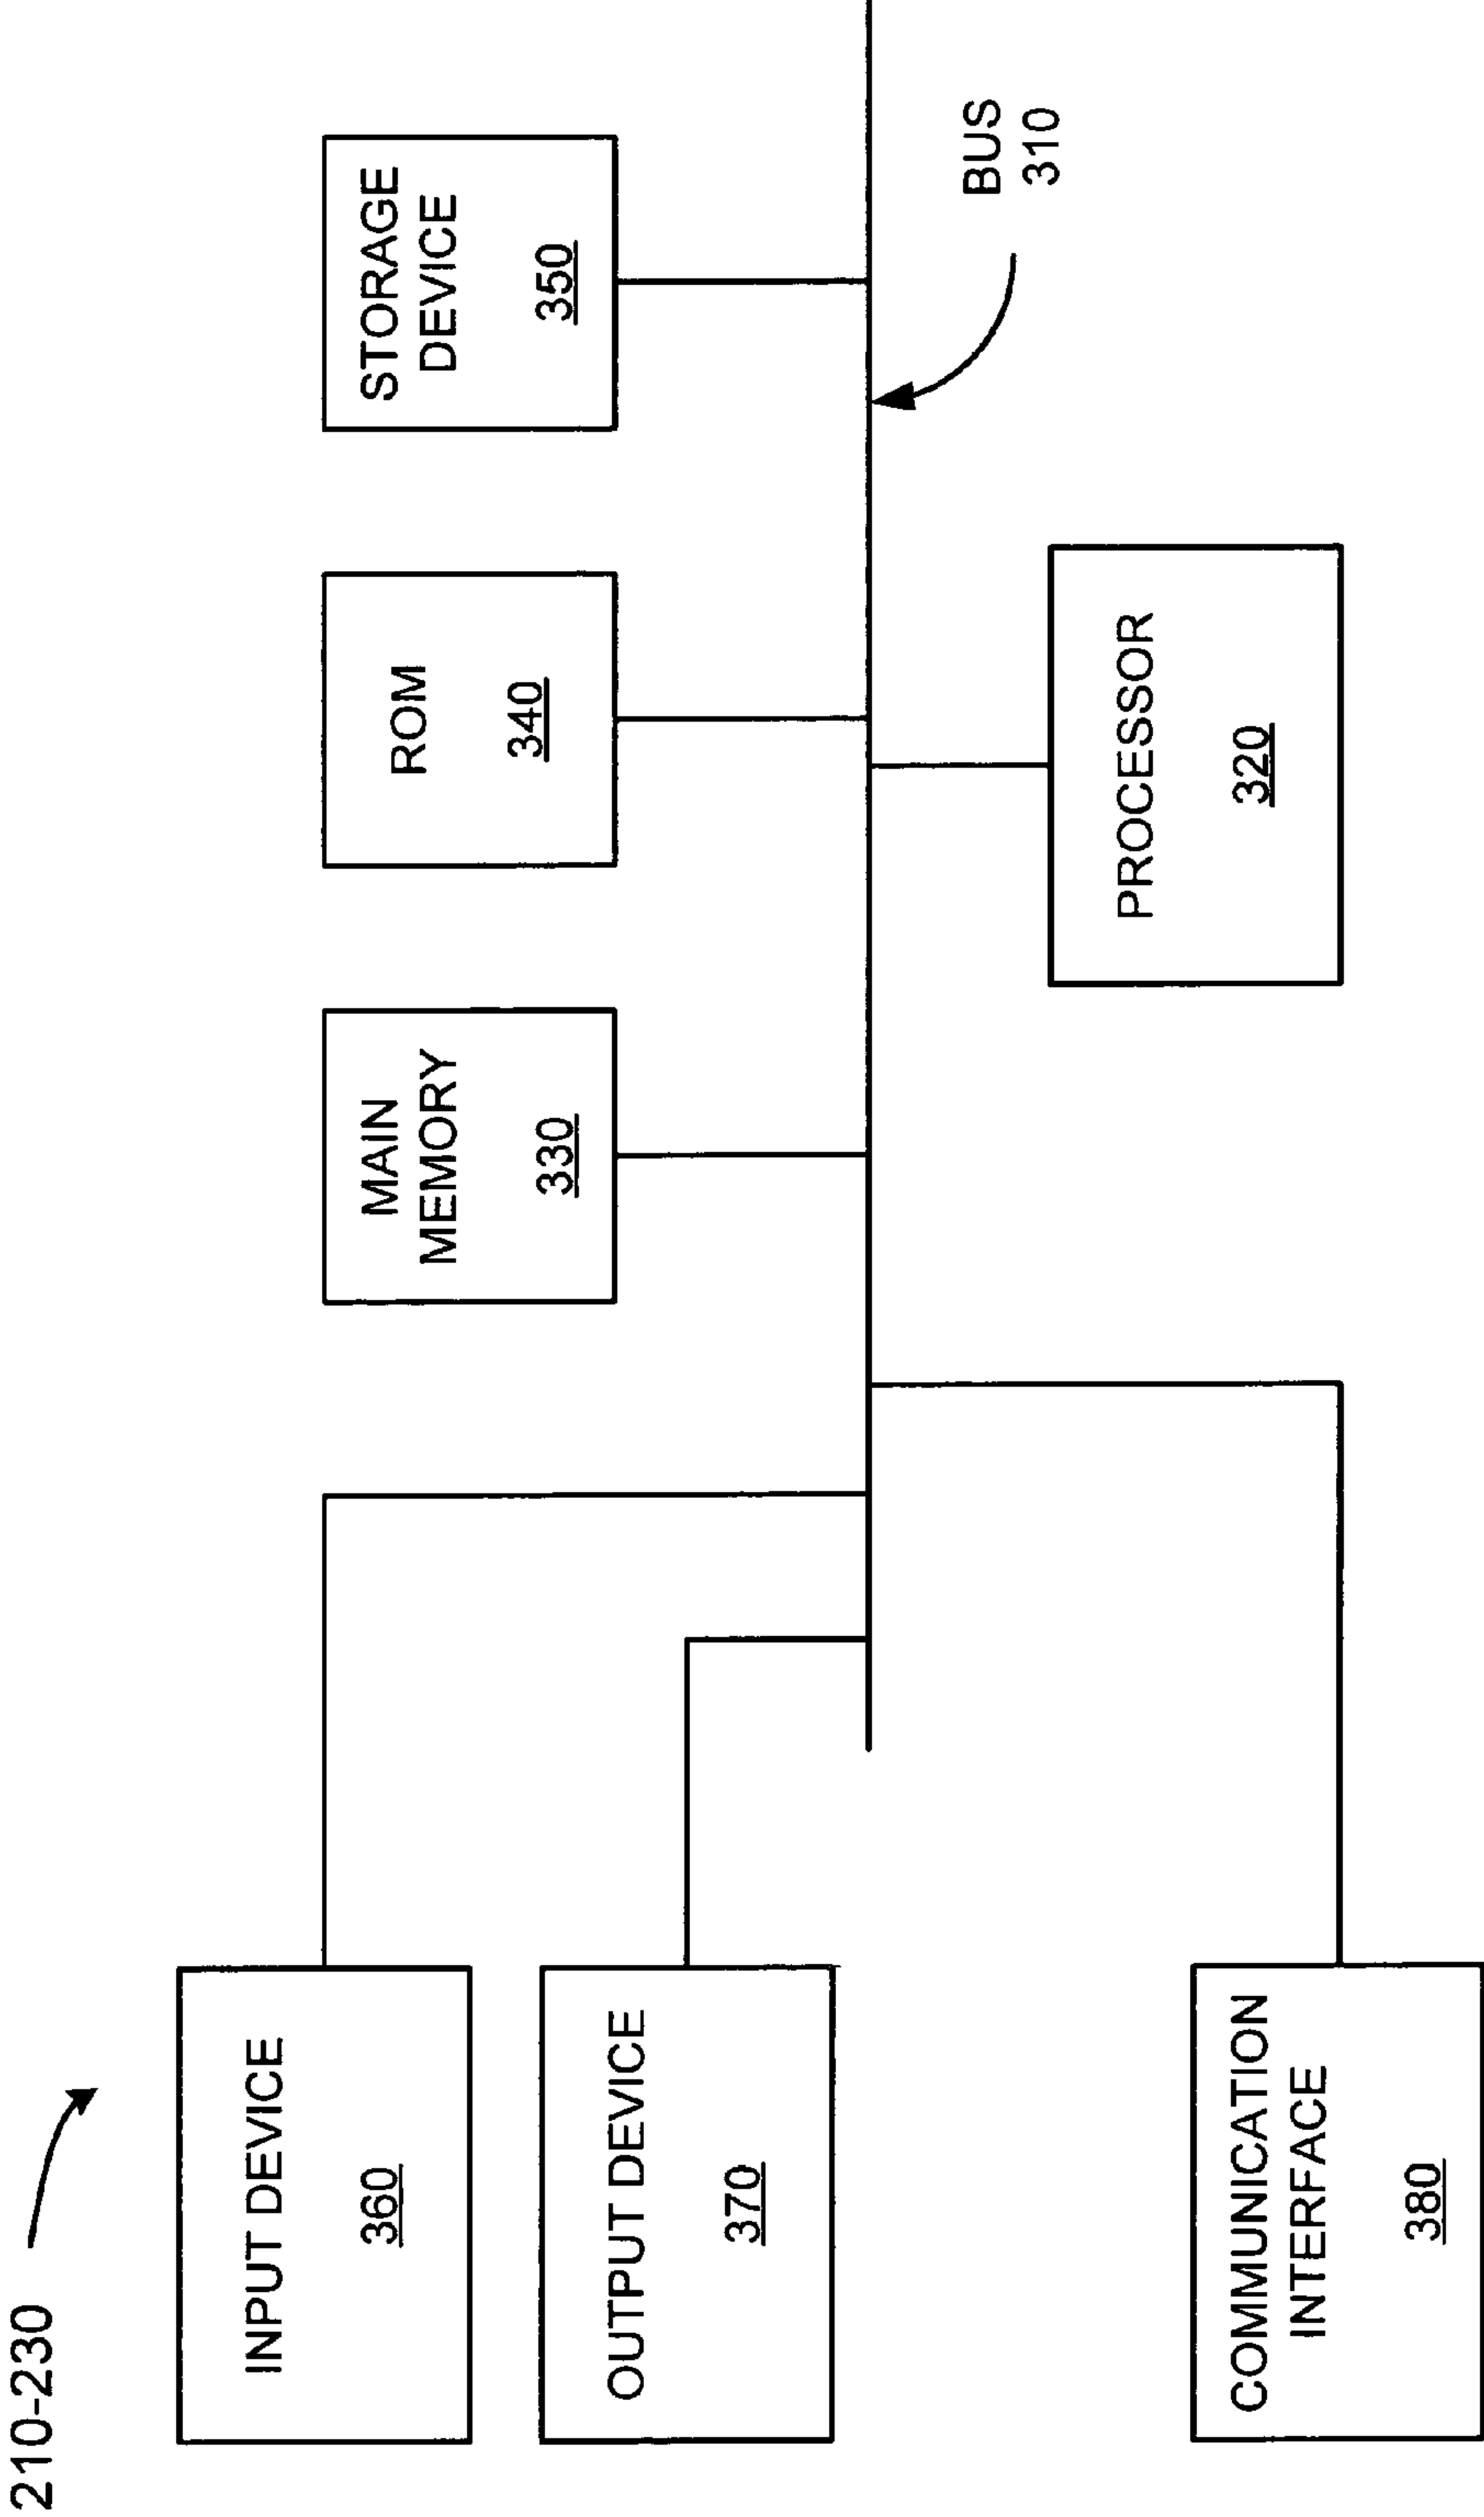 210-230
MAIN
MEMORY
330
ROM
340
STORAGE
DEVICE
350
INPUT DEVICE
360
OUTPUT DEVICE
370
BUS
310
PROCESSOR
320
COMMUNICATION
INTERFACE
380